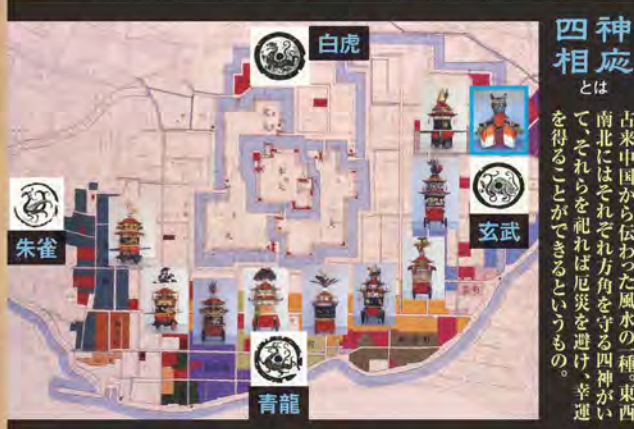 神応
四相
とは
古来中国から伝わった風水の一種。東西
南北にはそれぞれ方角を守る四神がい
て、それらを祀れば厄災を避け、幸運
を得ることができるというもの。
白虎
玄武
朱雀
青龍